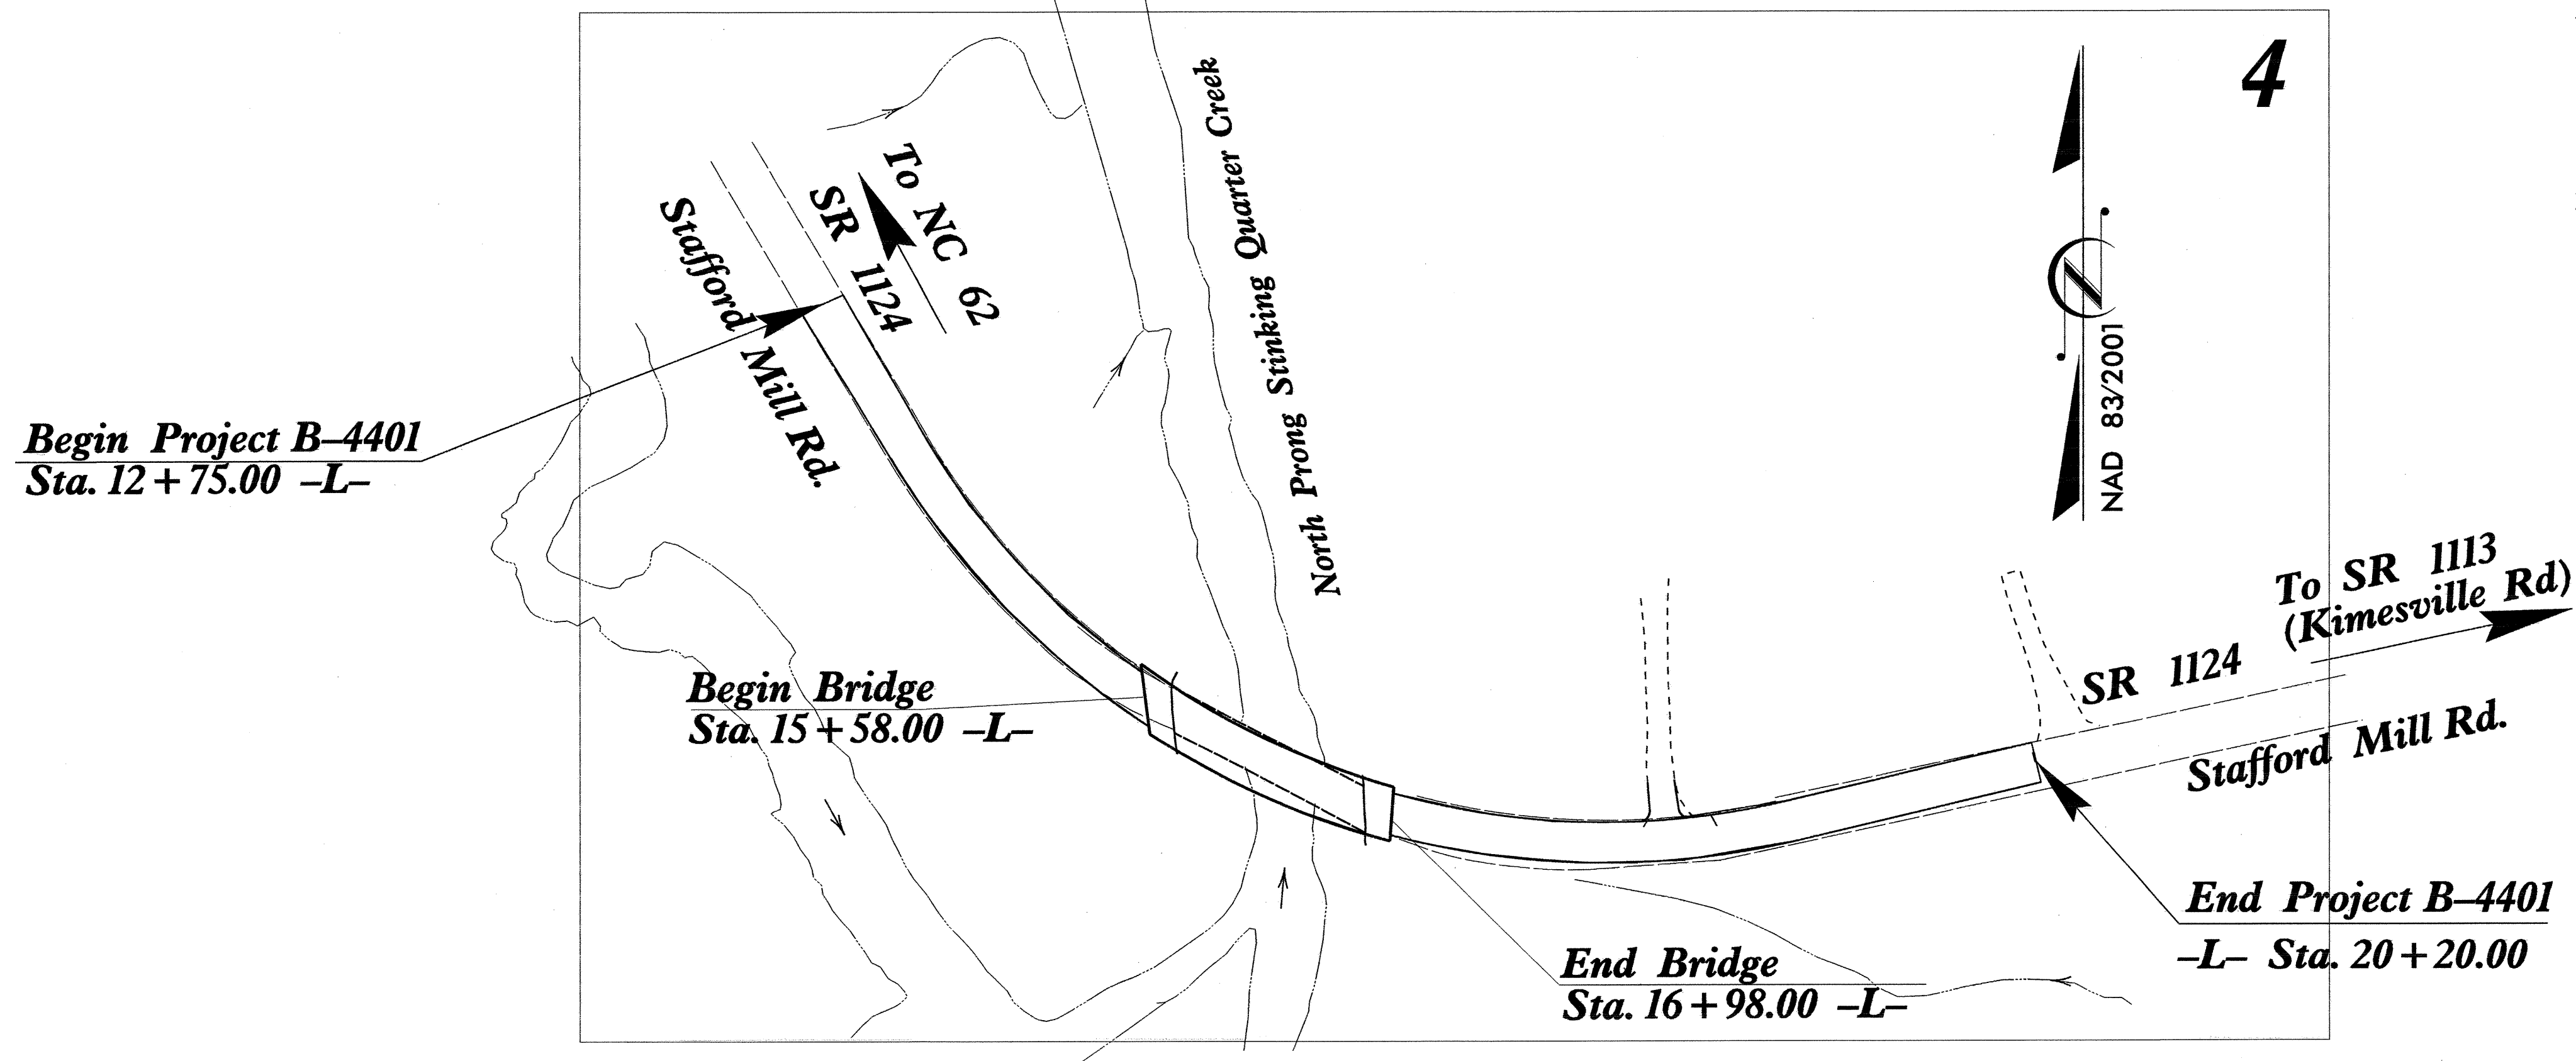 4
North Prong Stinking Quarter Creek
To NC 62
SR 1124
Stafford Mill Rd.
N
NAD 83/2001
Begin Project B–4401
Sta. 12+75.00 –L–
To SR 1113
(Kimesville Rd)
SR 1124
Stafford Mill Rd.
Begin Bridge
Sta. 15+58.00 –L–
End Project B–4401
–L– Sta. 20+20.00
End Bridge
Sta. 16+98.00 –L–